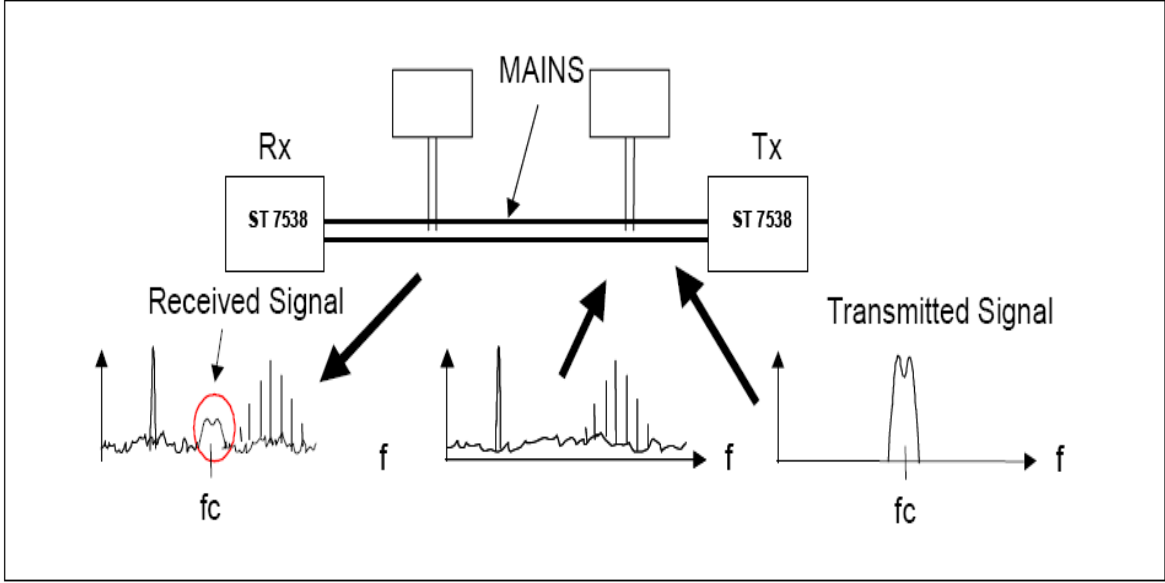 MAINS
Rx
Tx
ST 7538
ST 7538
Received Signal
Transmitted Signal
f
f
f
fc
fc